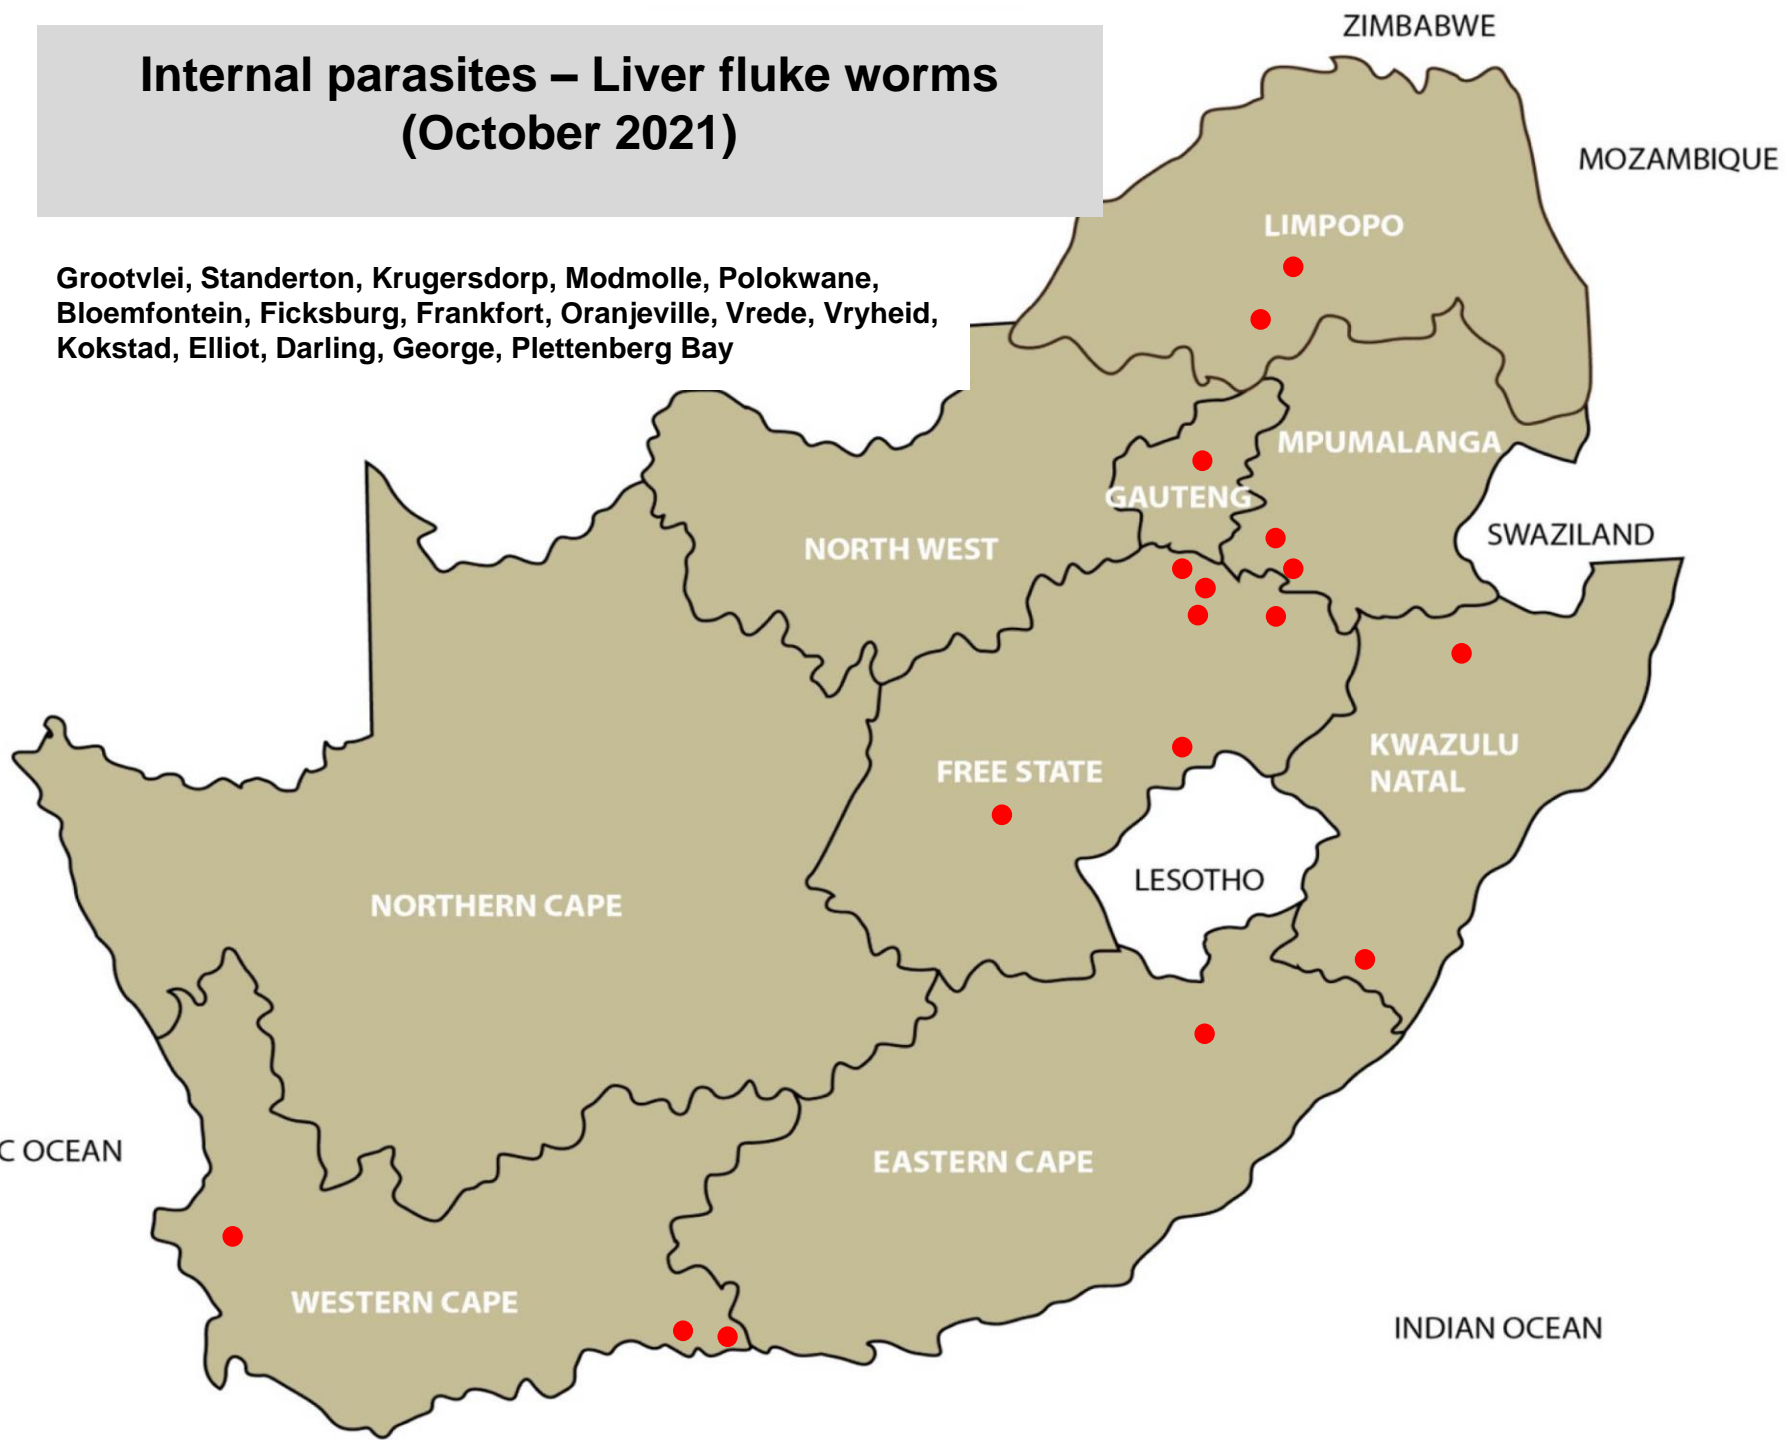 Internal parasites – Liver fluke worms
(October 2021)
Grootvlei, Standerton, Krugersdorp, Modmolle, Polokwane,
Bloemfontein, Ficksburg, Frankfort, Oranjeville, Vrede, Vryheid,
Kokstad, Elliot, Darling, George, Plettenberg Bay
ZIMBABWE
MOZAMBIQUE
LIMPOPO
MPUMALANGA
GAUTENG
SWAZILAND
NORTH WEST
KWAZULU
NATAL
FREE STATE
LESOTHO
NORTHERN CAPE
C OCEAN
EASTERN CAPE
WESTERN CAPE
INDIAN OCEAN